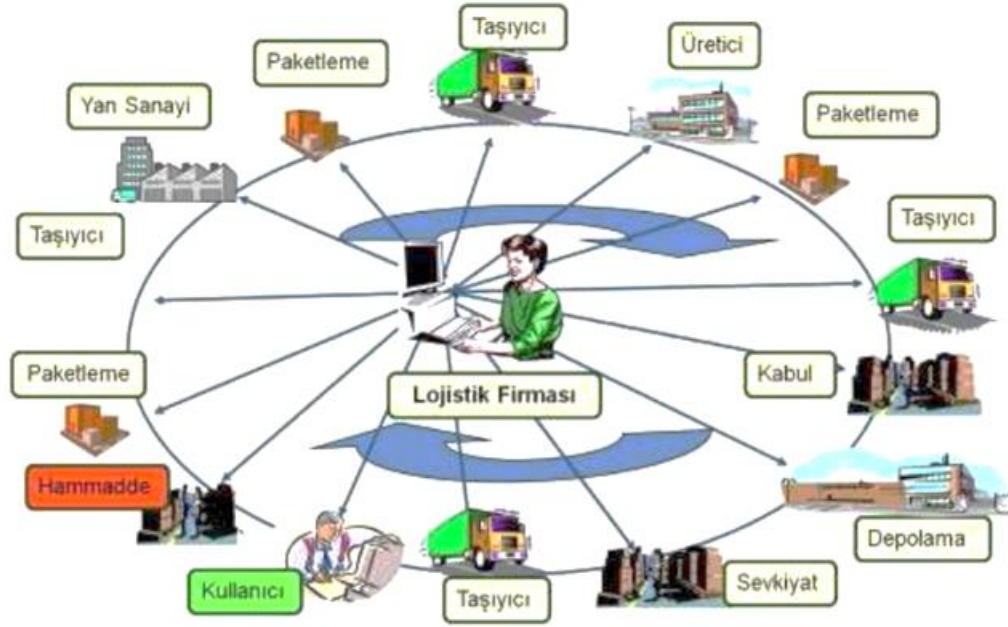 Taşıyıcı
Üretici
Paketleme
Yan Sanayi
Paketleme
Taşıyıcı
Taşıyıcı
Paketleme
Kabul
Lojistik Firması
Hammadde
Depolama
Kullanıcı
Taşıyıcı
Sevkiyat